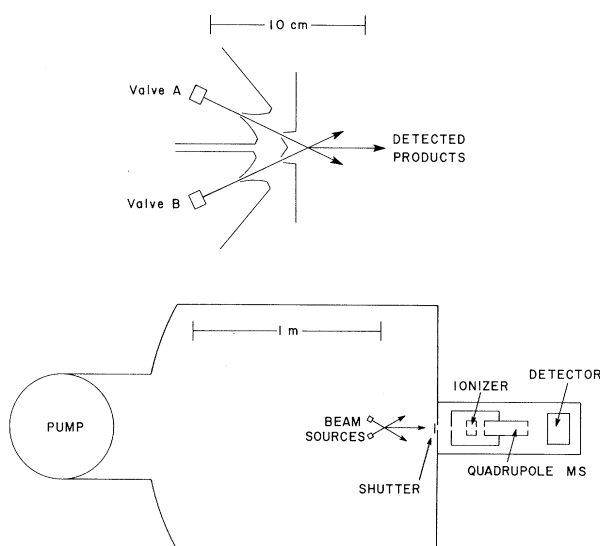 10 cm
Valve A
DETECTED
PRODUCTS
Valve B
1 m
IONIZER
DETECTOR
PUMP
BEAM
SOURCES
SHUTTER
QUADRUPOLE MS